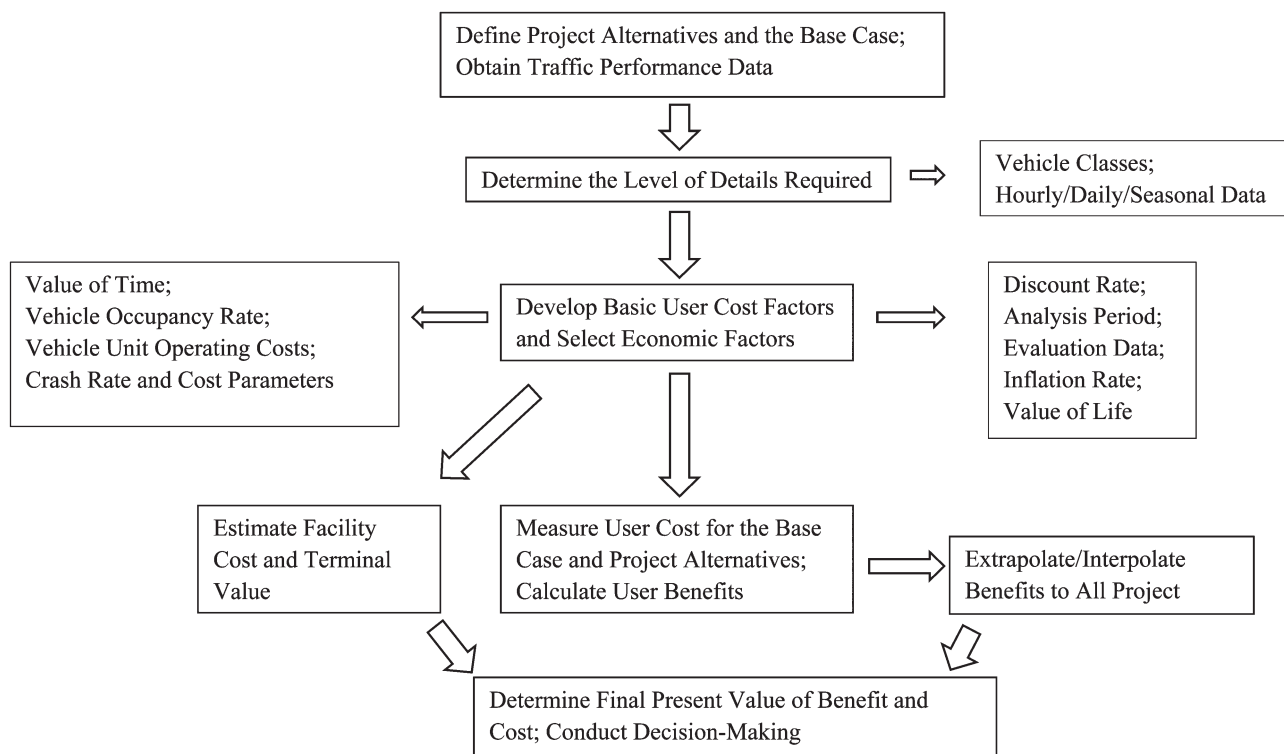 Define Project Alternatives and the Base Case;
Obtain Traffic Performance Data
Determine the Level of Details Required
Vehicle Classes;
Hourly/Daily/Seasonal Data
Value of Time;
Vehicle Occupancy Rate;
Vehicle Unit Operating Costs;
Crash Rate and Cost Parameters
Develop Basic User Cost Factors
and Select Economic Factors
Discount Rate;
Analysis Period;
Evaluation Data;
Inflation Rate;
Value of Life
Estimate Facility
Cost and Terminal
Value
Measure User Cost for the Base
Case and Project Alternatives;
Calculate User Benefits
Extrapolate/Interpolate
Benefits to All Project
Determine Final Present Value of Benefit and
Cost; Conduct Decision-Making